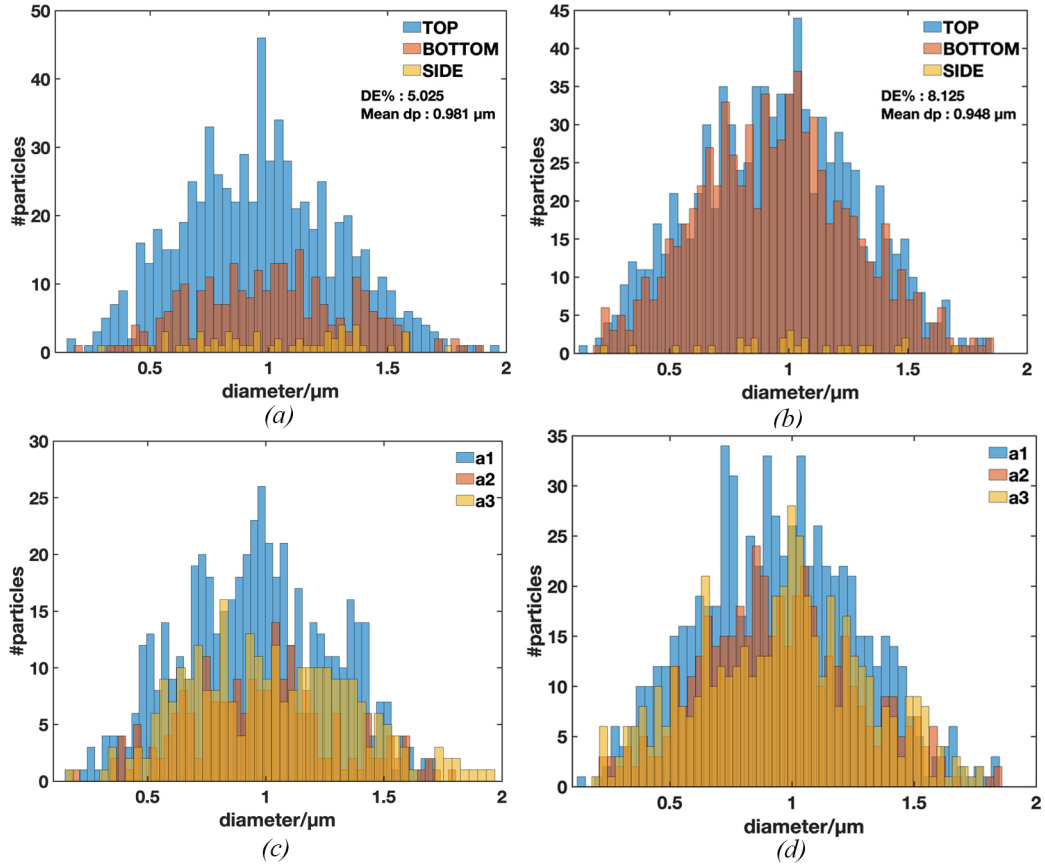 50
40
30
20
10
0
#particles
TOP
BOTTOM
SIDE
DE% : 5.025
Mean dp : 0.981 µm
0.5
1
1.5
2
diameter/µm
(a)
45
40
35
30
25
20
15
10
5
0
#particles
TOP
BOTTOM
SIDE
DE% : 8.125
Mean dp : 0.948 µm
0.5
1
1.5
2
diameter/µm
(b)
30
25
20
15
10
5
0
#particles
a1
a2
a3
0.5
1
1.5
2
diameter/µm
(c)
35
30
25
20
15
10
5
0
#particles
a1
a2
a3
0.5
1
1.5
2
diameter/µm
(d)